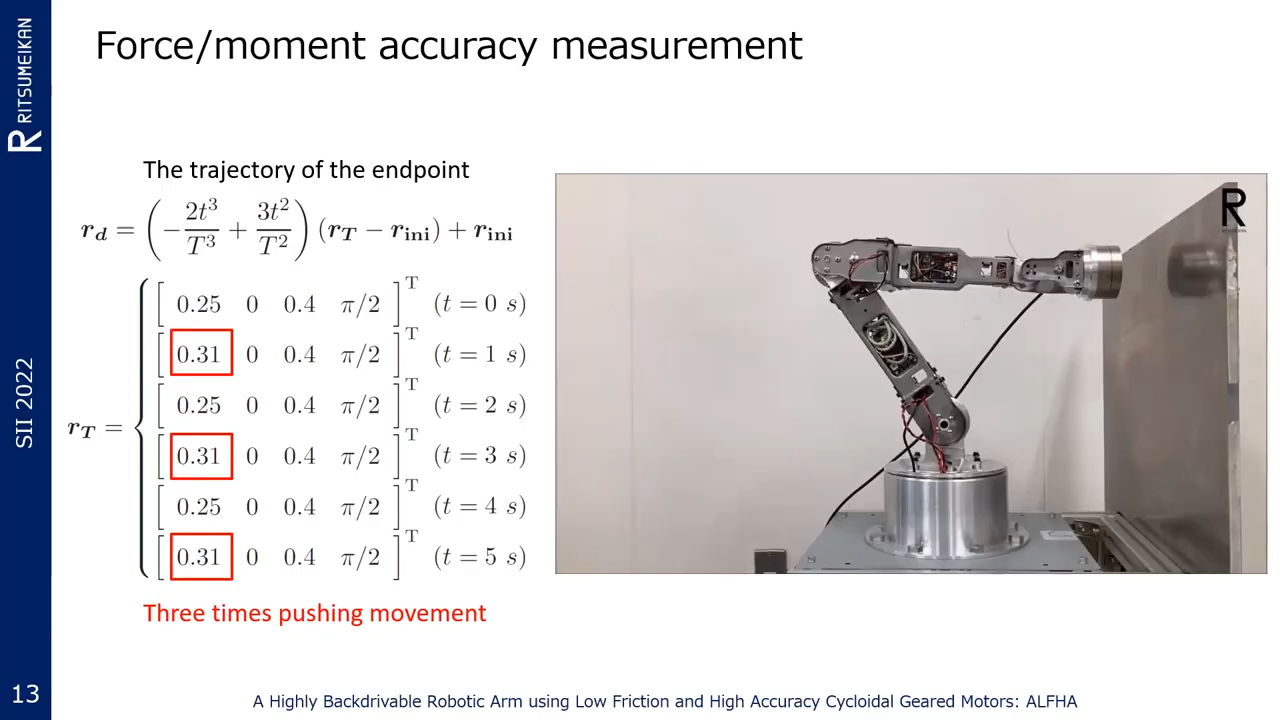 Force/moment accuracy measurement
R RITSUMEIKAN
SII 2022
13
The trajectory of the endpoint
r_d = ( − 2t³/T³ + 3t²/T² ) (r_T − r_ini) + r_ini
r_T =
[ 0.25 0 0.4 π/2 ]ᵀ (t = 0 s)
[ 0.31 0 0.4 π/2 ]ᵀ (t = 1 s)
[ 0.25 0 0.4 π/2 ]ᵀ (t = 2 s)
[ 0.31 0 0.4 π/2 ]ᵀ (t = 3 s)
[ 0.25 0 0.4 π/2 ]ᵀ (t = 4 s)
[ 0.31 0 0.4 π/2 ]ᵀ (t = 5 s)
Three times pushing movement
R
A Highly Backdrivable Robotic Arm using Low Friction and High Accuracy Cycloidal Geared Motors: ALFHA